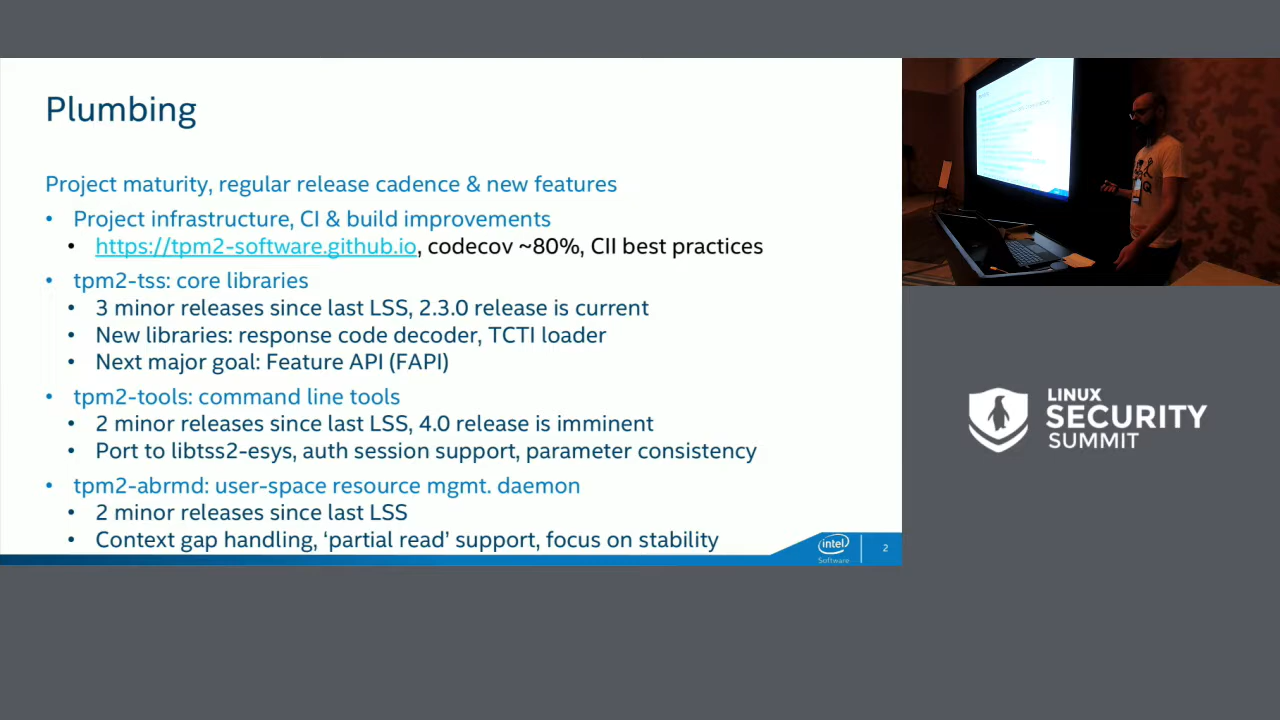 Plumbing
Project maturity, regular release cadence & new features
• Project infrastructure, CI & build improvements
• https://tpm2-software.github.io, codecov ~80%, CII best practices
• tpm2-tss: core libraries
• 3 minor releases since last LSS, 2.3.0 release is current
• New libraries: response code decoder, TCTI loader
• Next major goal: Feature API (FAPI)
• tpm2-tools: command line tools
• 2 minor releases since last LSS, 4.0 release is imminent
• Port to libtss2-esys, auth session support, parameter consistency
• tpm2-abrmd: user-space resource mgmt. daemon
• 2 minor releases since last LSS
• Context gap handling, ‘partial read’ support, focus on stability
intel
Software
2
LINUX
SECURITY
SUMMIT